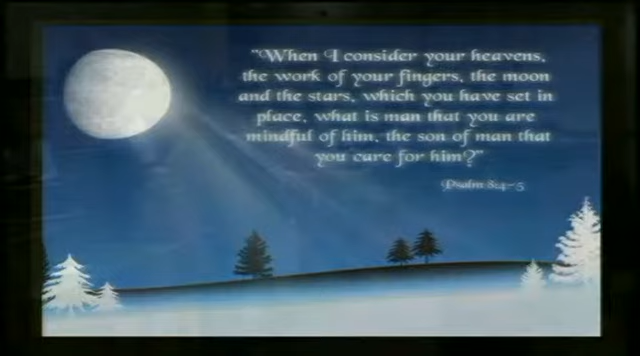 "When I consider your heavens,
the work of your fingers, the moon
and the stars, which you have set in
place, what is man that you are
mindful of him, the son of man that
you care for him?"
Psalm 8:4-5